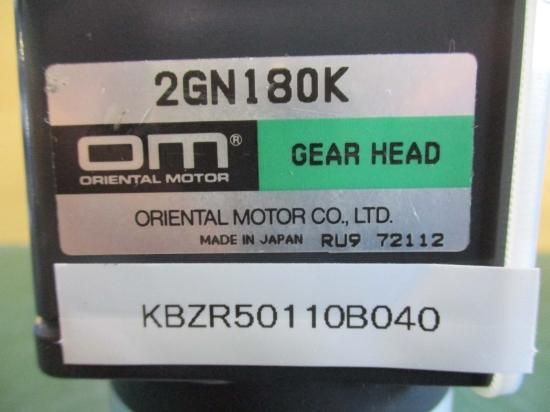 2GN180K
OM®
ORIENTAL MOTOR
GEAR HEAD
ORIENTAL MOTOR CO., LTD.
MADE IN JAPAN RU9 72112
KBZR50110B040